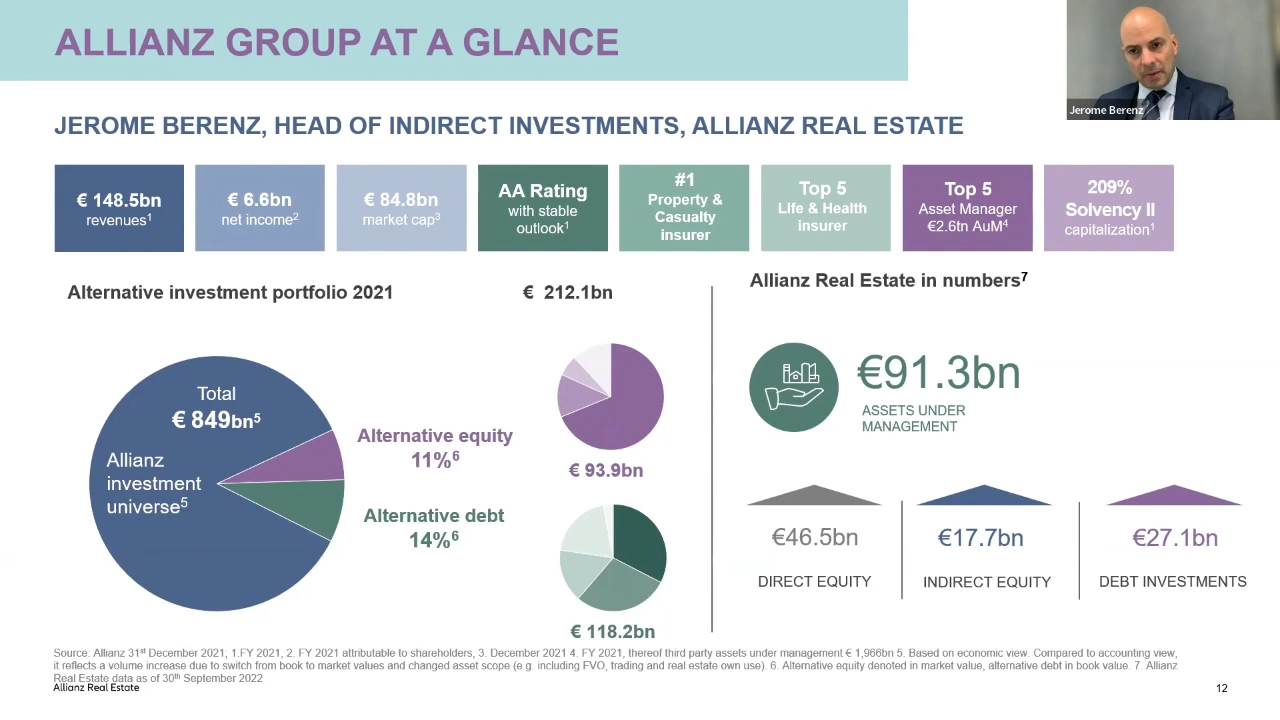 ALLIANZ GROUP AT A GLANCE
Jerome Berenz
JEROME BERENZ, HEAD OF INDIRECT INVESTMENTS, ALLIANZ REAL ESTATE
€ 148.5bn
revenues¹
€ 6.6bn
net income²
€ 84.8bn
market cap³
AA Rating
with stable
outlook¹
#1
Property &
Casualty
insurer
Top 5
Life & Health
insurer
Top 5
Asset Manager
€2.6tn AuM⁴
209%
Solvency II
capitalization¹
Alternative investment portfolio 2021
€ 212.1bn
Total
€ 849bn⁵
Allianz
investment
universe⁵
Alternative equity
11%⁶
Alternative debt
14%⁶
€ 93.9bn
€ 118.2bn
Allianz Real Estate in numbers⁷
€91.3bn
ASSETS UNDER
MANAGEMENT
€46.5bn
DIRECT EQUITY
€17.7bn
INDIRECT EQUITY
€27.1bn
DEBT INVESTMENTS
Source: Allianz 31st December 2021; 1.FY 2021, 2. FY 2021 attributable to shareholders, 3. December 2021 4. FY 2021, thereof third party assets under management € 1,966bn 5. Based on economic view. Compared to accounting view,
it reflects a volume increase due to switch from book to market values and changed asset scope (e.g. including FVO, trading and real estate own use). 6. Alternative equity denoted in market value, alternative debt in book value. 7. Allianz
Real Estate data as of 30th September 2022
Allianz Real Estate
12